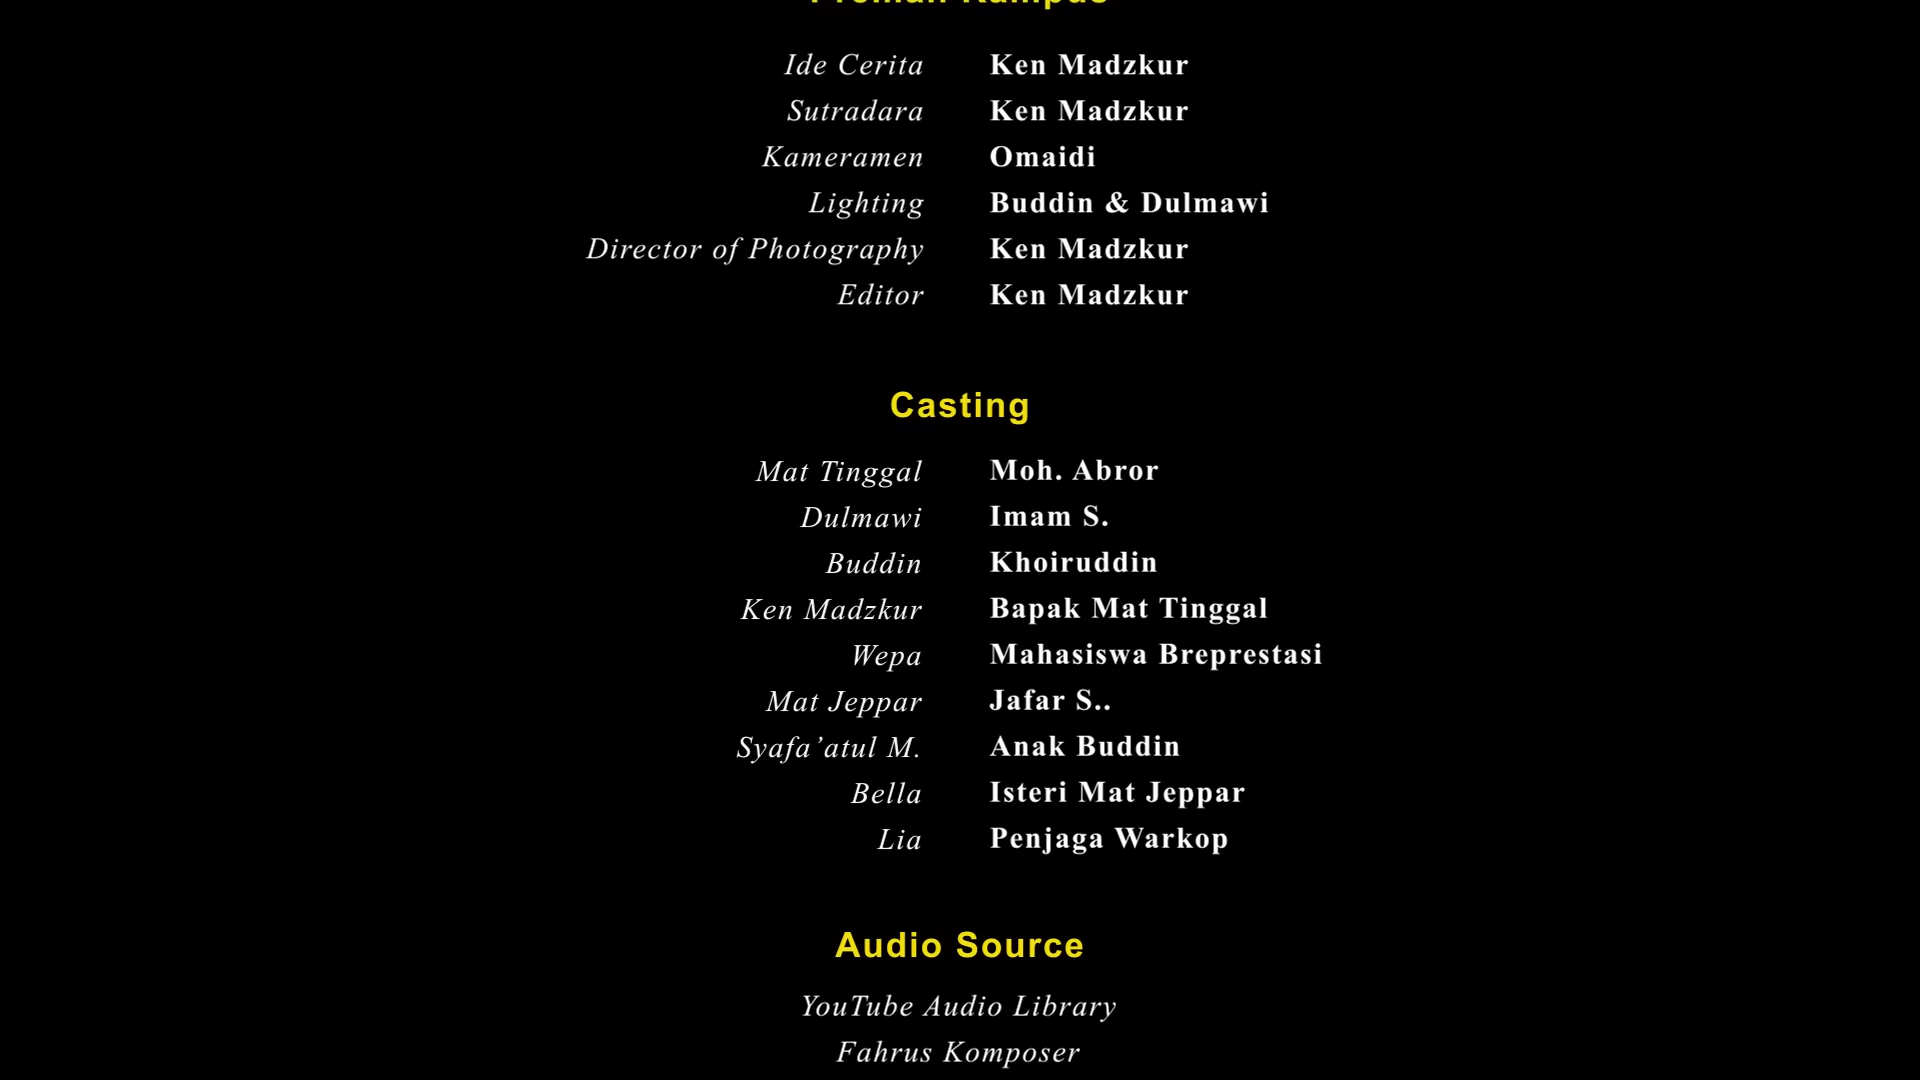 Preman Kampus
Ide Cerita Ken Madzkur
Sutradara Ken Madzkur
Kameramen Omaidi
Lighting Buddin & Dulmawi
Director of Photography Ken Madzkur
Editor Ken Madzkur
Casting
Mat Tinggal Moh. Abror
Dulmawi Imam S.
Buddin Khoiruddin
Ken Madzkur Bapak Mat Tinggal
Wepa Mahasiswa Breprestasi
Mat Jeppar Jafar S..
Syafa’atul M. Anak Buddin
Bella Isteri Mat Jeppar
Lia Penjaga Warkop
Audio Source
YouTube Audio Library
Fahrus Komposer